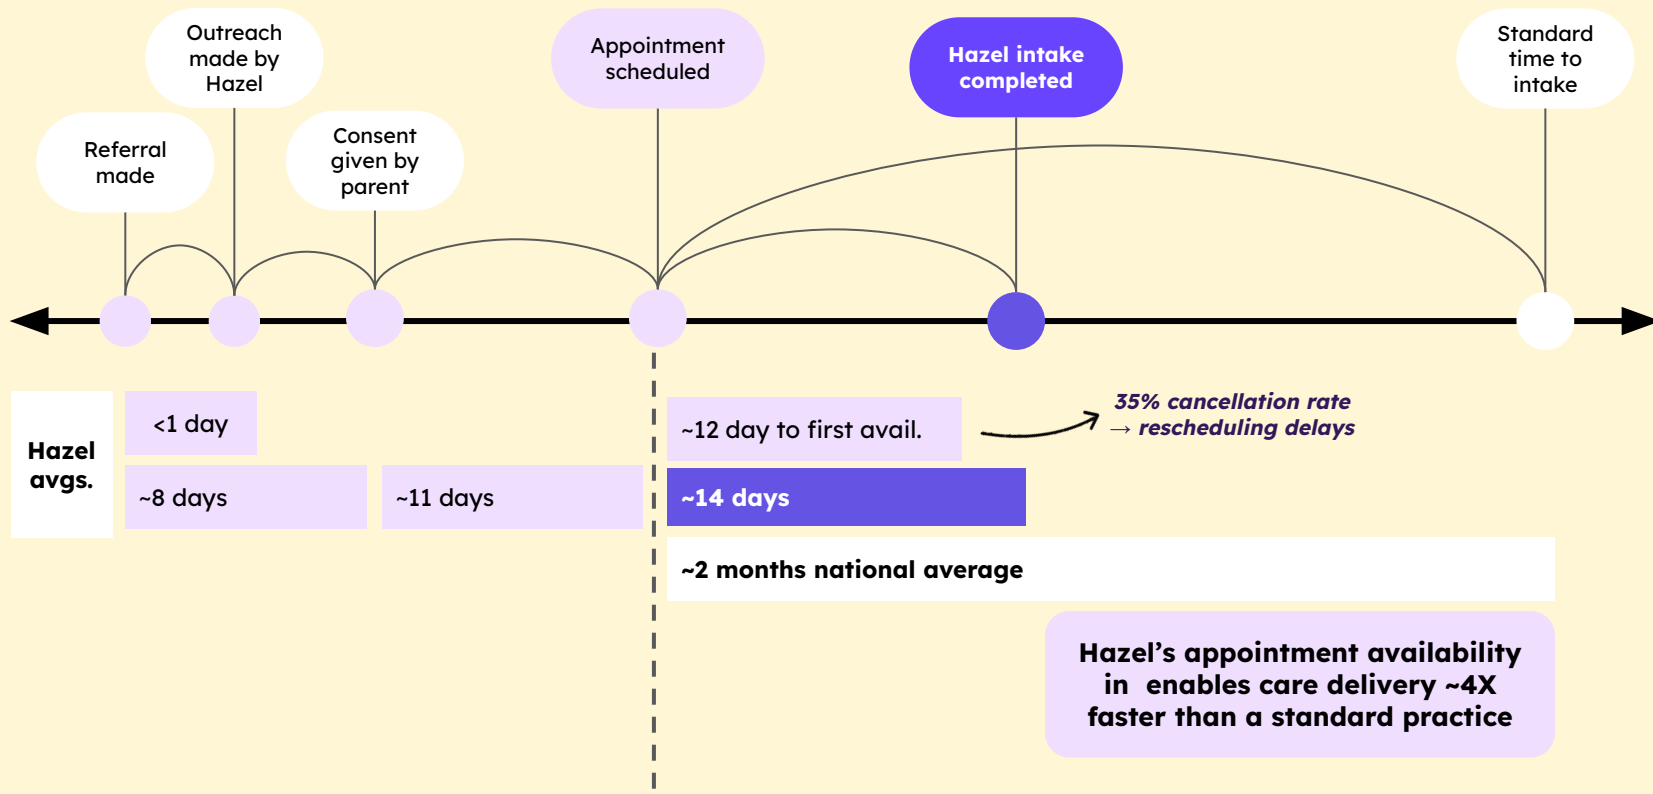 Outreach
made by
Hazel
Appointment
scheduled
Hazel intake
completed
Standard
time to
intake
Referral
made
Consent
given by
parent
Hazel
avgs.
<1 day
~8 days
~11 days
~12 day to first avail.
35% cancellation rate
→ rescheduling delays
~14 days
~2 months national average
Hazel’s appointment availability
in  enables care delivery ~4X
faster than a standard practice